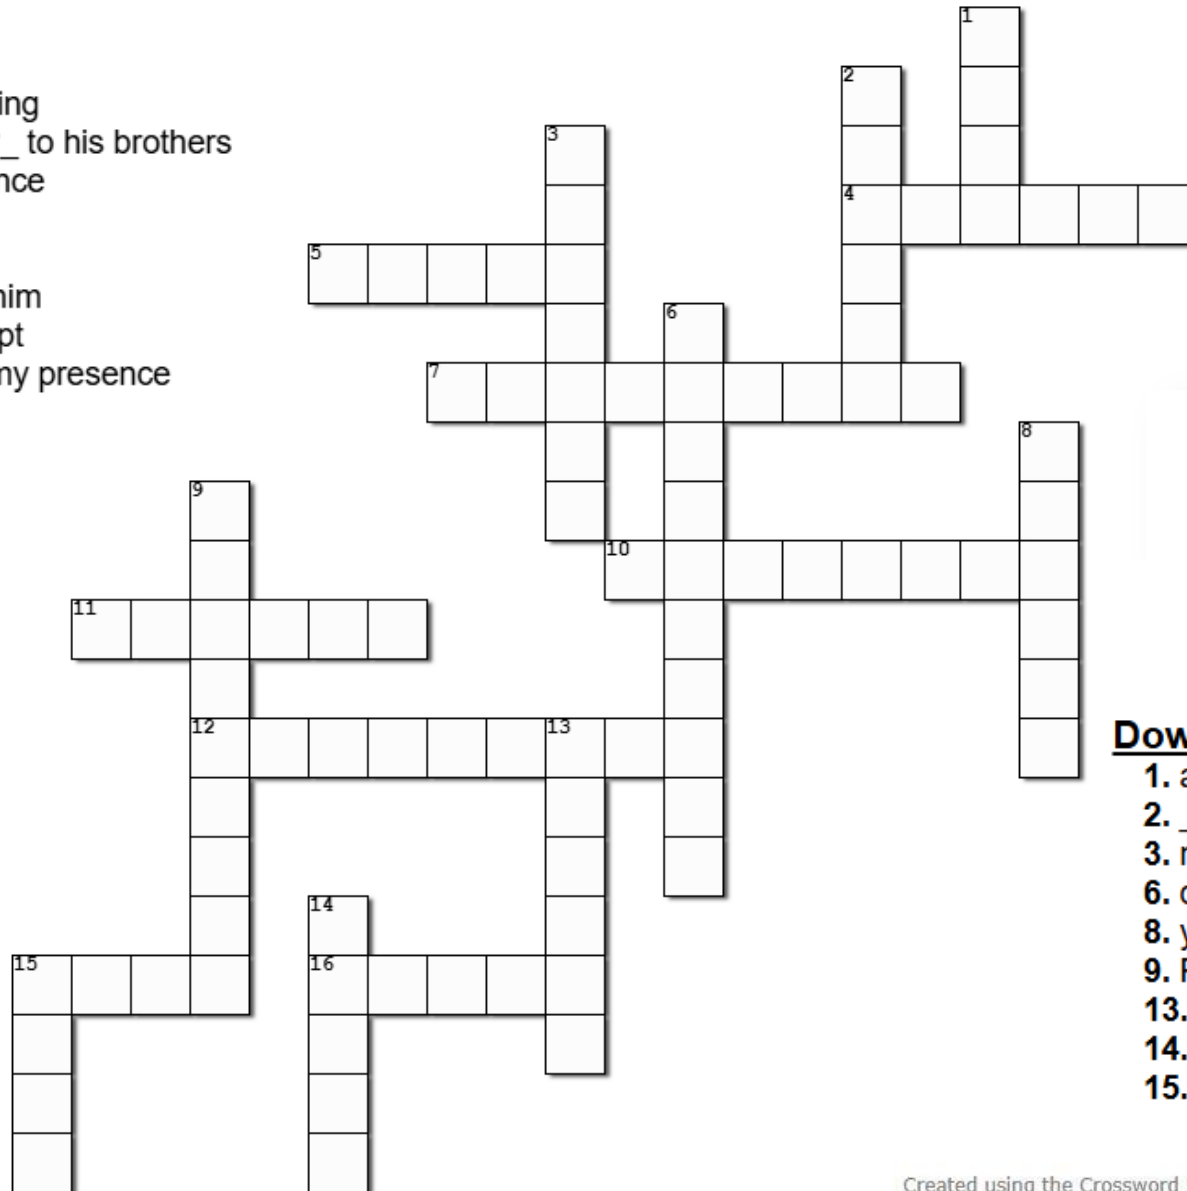 ing
_ to his brothers
nce
him
pt
my presence
1
2
3
4
5
6
7
8
9
10
11
12 13
14
15 16
Dow
1. a
2. _
3. r
6. c
8. y
9. F
13.
14.
15.
Created using the Crossword